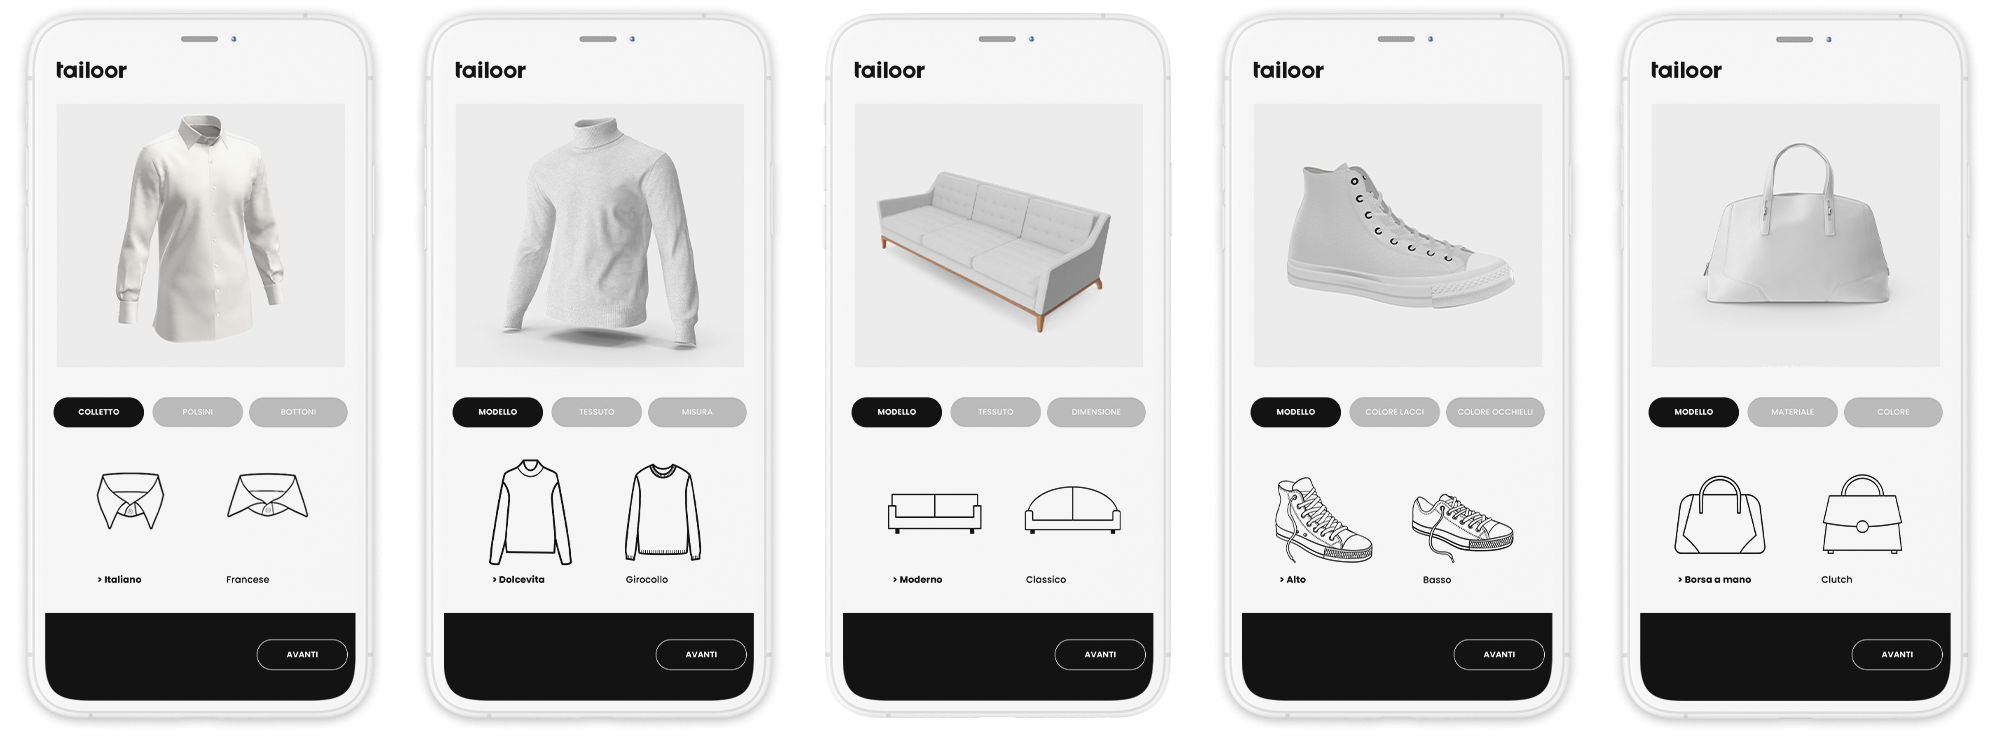 tailoor
COLLETTO
POLSINI
BOTTONI
> Italiano
Francese
AVANTI
tailoor
MODELLO
TESSUTO
MISURA
> Dolcevita
Girocollo
AVANTI
tailoor
MODELLO
TESSUTO
DIMENSIONE
> Moderno
Classico
AVANTI
tailoor
MODELLO
COLORE LACCI
COLORE OCCHIELLI
> Alto
Basso
AVANTI
tailoor
MODELLO
MATERIALE
COLORE
> Borsa a mano
Clutch
AVANTI